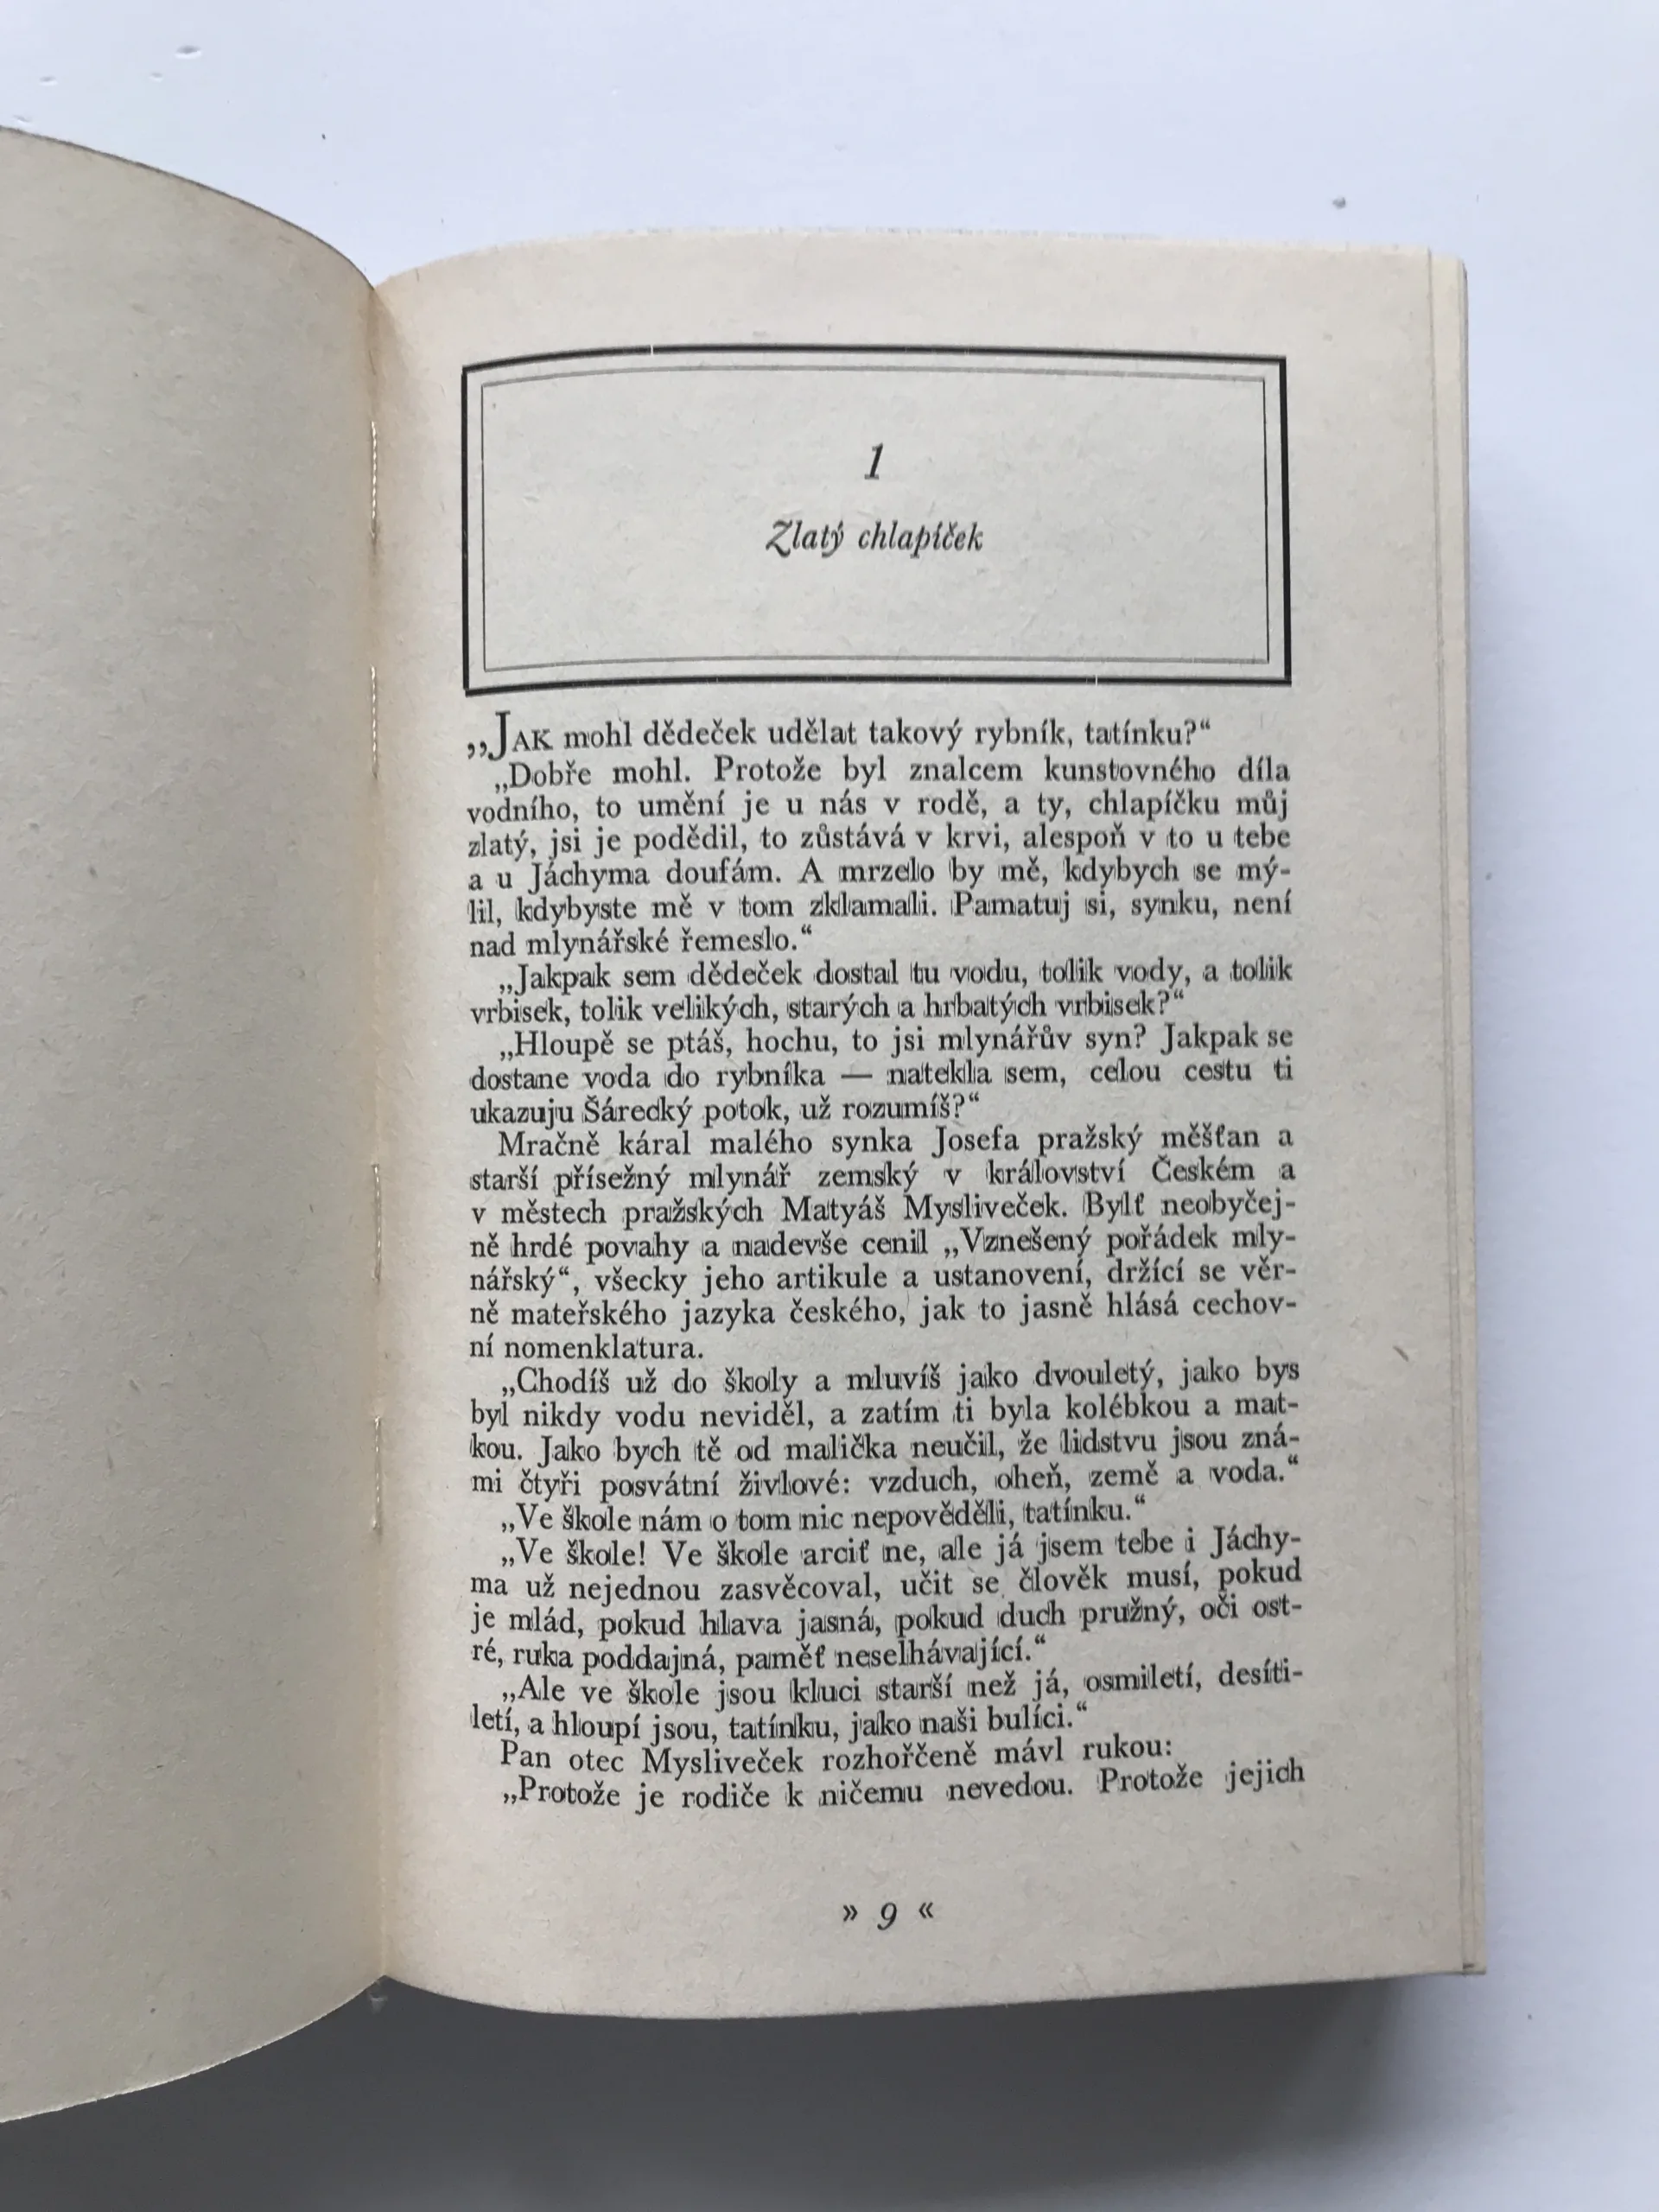 1
Zlatý chlapíček
„JAK mohl dědeček udělat takový rybník, tatínku?“
„Dobře mohl. Protože byl znalcem kunstovného díla
vodního, to umění je u nás v rodě, a ty, chlapíčku můj
zlatý, jsi je podědil, to zůstává v krvi, alespoň v to u tebe
a u Jáchyma doufám. A mrzelo by mě, kdybych se mý-
lil, kdybyste mě v tom zklamali. Pamatuj si, synku, není
nad mlynářské řemeslo.“
„Jakpak sem dědeček dostal tu vodu, tolik vody, a tolik
vrbisek, tolik velikých, starých a hrbatých vrbisek?“
„Hloupě se ptáš, hochu, to jsi mlynářův syn? Jakpak se
dostane voda do rybníka — natekla sem, celou cestu ti
ukazuju Šárecký potok, už rozumíš?“
Mračně káral malého synka Josefa pražský měšťan a
starší přísežný mlynář zemský v království Českém a
v městech pražských Matyáš Mysliveček. Bylť neobyčej-
ně hrdé povahy a nadevše cenil „Vznešený pořádek mly-
nářský“, všecky jeho artikule a ustanovení, držící se věr-
ně mateřského jazyka českého, jak to jasně hlásá cechov-
ní nomenklatura.
„Chodíš už do školy a mluvíš jako dvouletý, jako bys
byl nikdy vodu neviděl, a zatím ti byla kolébkou a mat-
kou. Jako bych tě od malička neučil, že lidstvu jsou zná-
mi čtyři posvátní živlové: vzduch, oheň, země a voda.“
„Ve škole nám o tom nic nepověděli, tatínku.“
„Ve škole! Ve škole arciť ne, ale já jsem tebe i Jáchy-
ma už nejednou zasvěcoval, učit se člověk musí, pokud
je mlád, pokud hlava jasná, pokud duch pružný, oči ost-
ré, ruka poddajná, paměť neselhávající.“
„Ale ve škole jsou kluci starší než já, osmiletí, desíti-
letí, a hloupí jsou, tatínku, jako naši bulíci.“
Pan otec Mysliveček rozhořčeně mávl rukou:
„Protože je rodiče k ničemu nevedou. Protože jejich
» 9 «